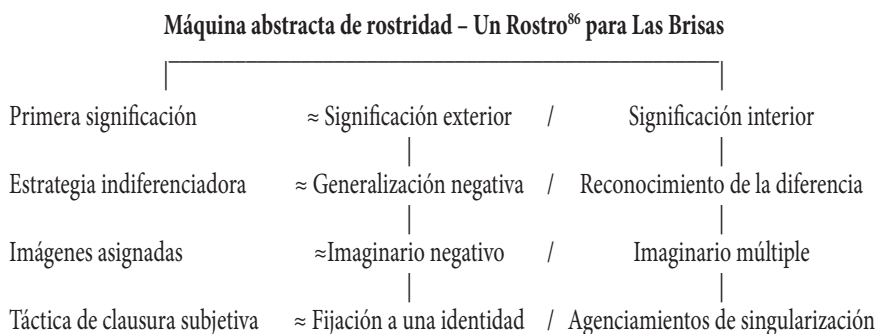 Máquina abstracta de rostridad – Un Rostro86 para Las Brisas
Primera significación ≈ Significación exterior / Significación interior
Estrategia indiferenciadora ≈ Generalización negativa / Reconocimiento de la diferencia
Imágenes asignadas ≈Imaginario negativo / Imaginario múltiple
Táctica de clausura subjetiva ≈ Fijación a una identidad / Agenciamientos de singularización